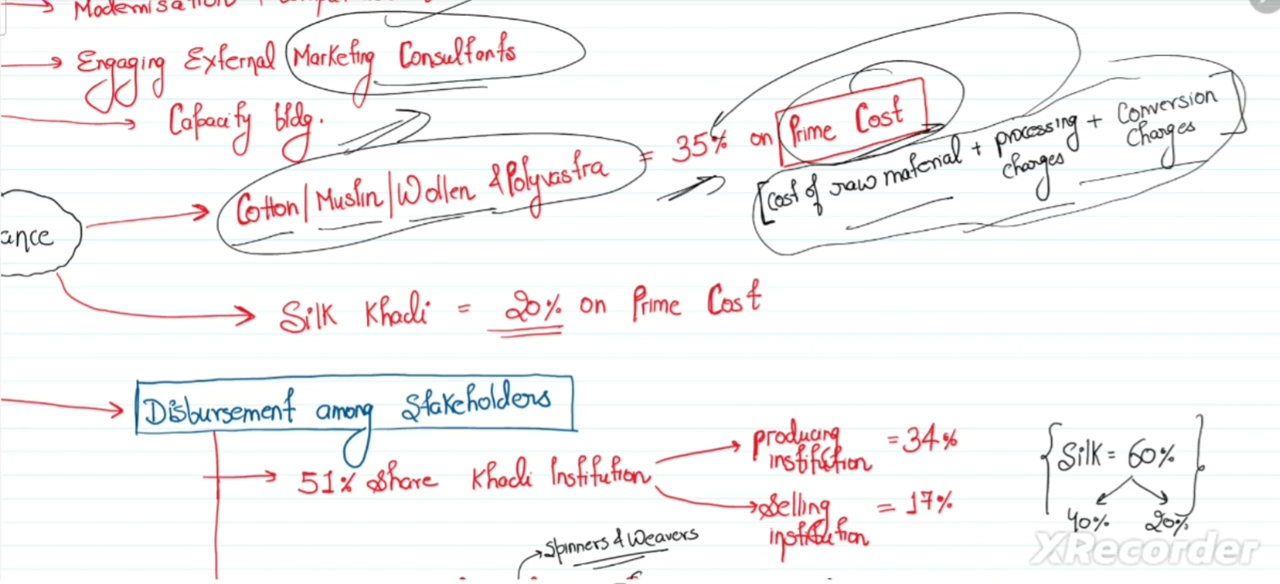 Modernisation
→ Engaging External Marketing Consultants
→ Capacity bldg.
→ Cotton/Muslin/Wollen & Polyvastra = 35% on Prime Cost
[Cost of raw material + processing charges + Conversion charges]
ance
→ Silk Khadi = 20% on Prime Cost
→ Disbursement among Stakeholders
→ 51% Share Khadi Institution
→ producing institution = 34%
→ Selling institution = 17%
{Silk = 60%}
40% 20%
→ Spinners & Weavers
XRecorder